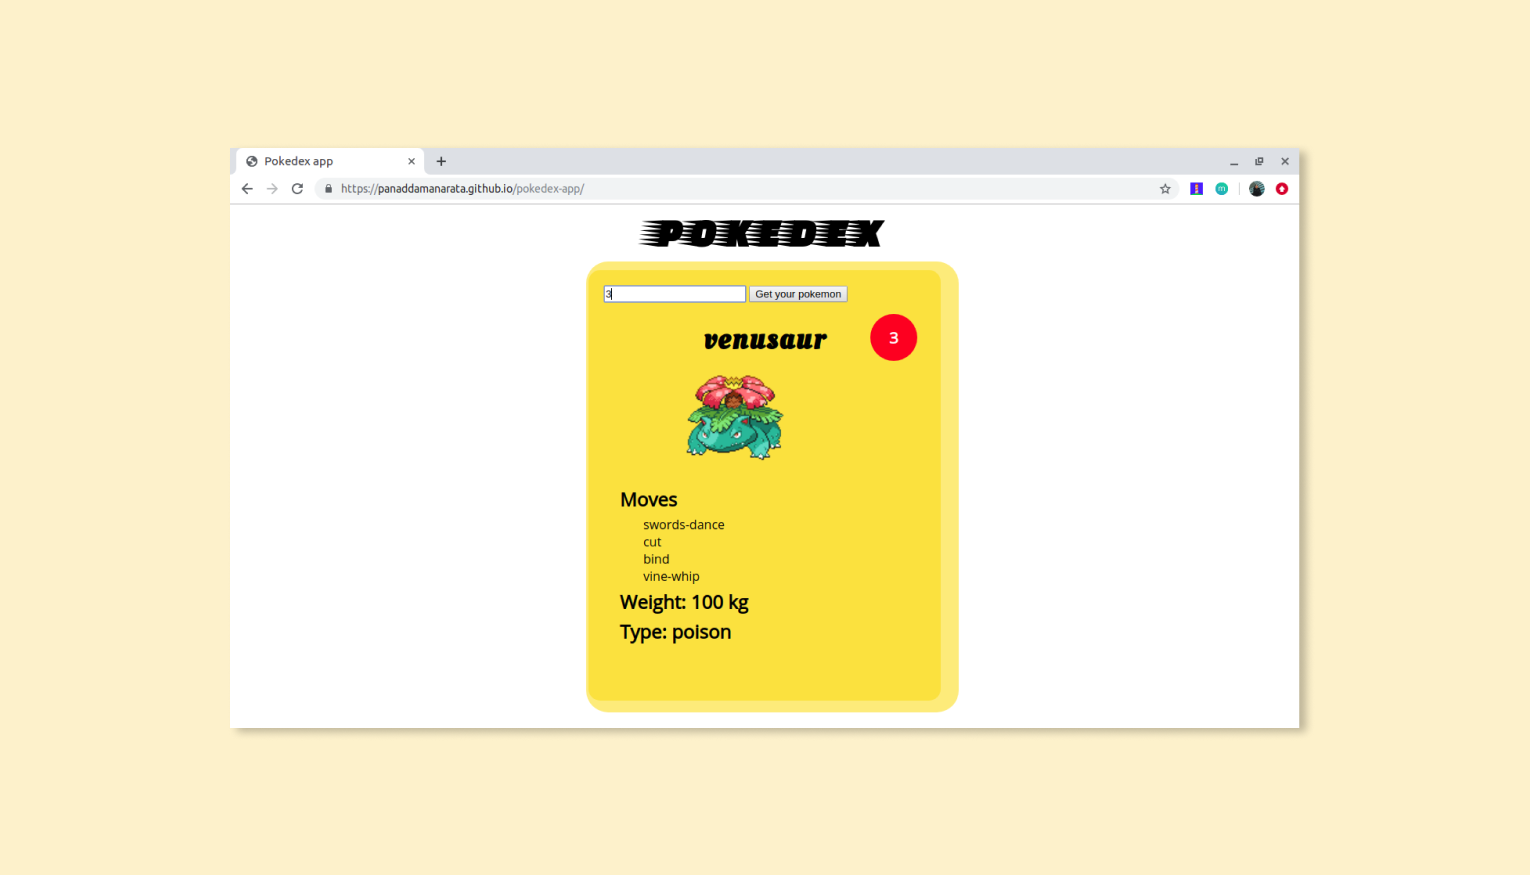 Pokedex app
https://panaddamanarata.github.io/pokedex-app/
m
POKEDEX
3
Get your pokemon
venusaur
3
Moves
swords-dance
cut
bind
vine-whip
Weight: 100 kg
Type: poison